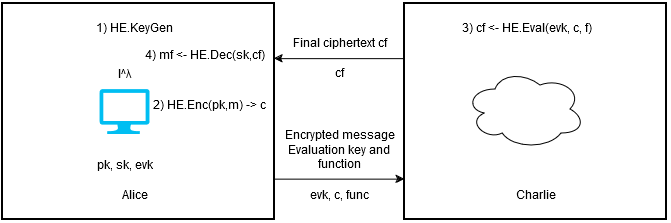 1) HE.KeyGen
4) mf <- HE.Dec(sk,cf)
I^λ
2) HE.Enc(pk,m) -> c
pk, sk, evk
Alice
Final ciphertext cf
cf
Encrypted message
Evaluation key and
function
evk, c, func
3) cf <- HE.Eval(evk, c, f)
Charlie